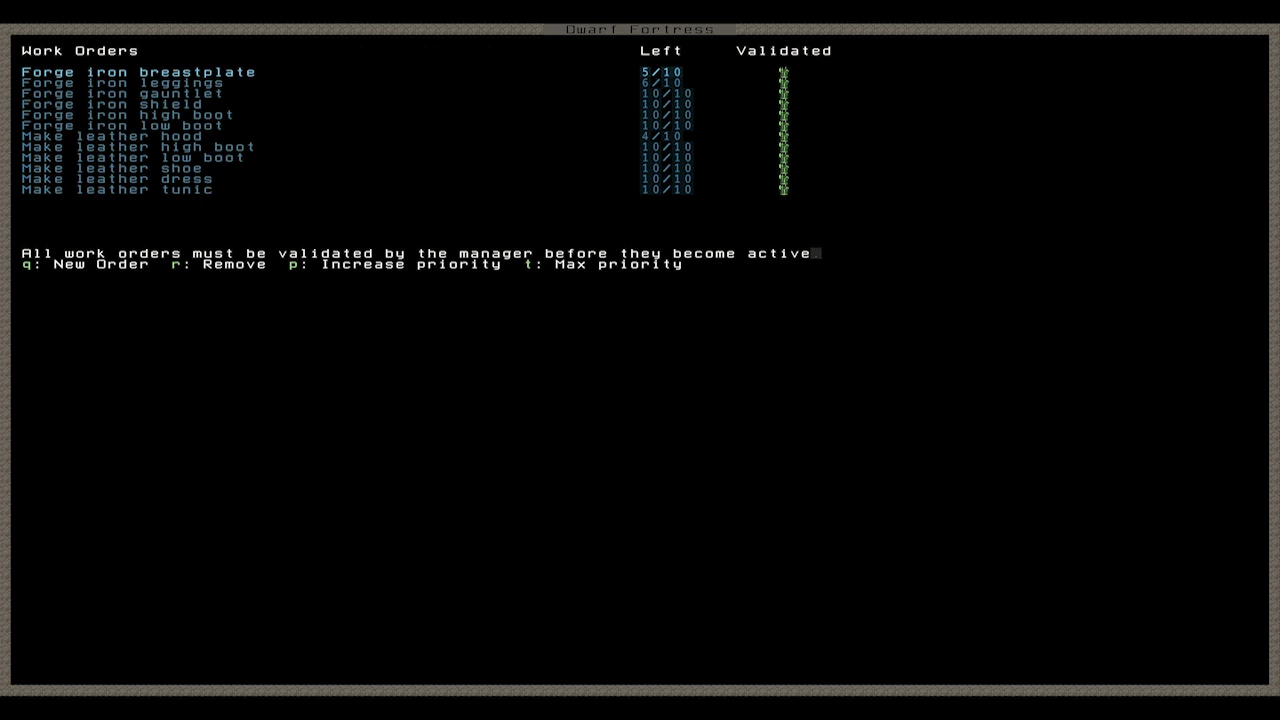 Dwarf Fortress
Work Orders Left Validated
Forge iron breastplate 5/10
Forge iron leggings 6/10
Forge iron gauntlet 10/10
Forge iron shield 10/10
Forge iron high boot 10/10
Forge iron low boot 10/10
Make leather hood 4/10
Make leather high boot 10/10
Make leather low boot 10/10
Make leather shoe 10/10
Make leather dress 10/10
Make leather tunic 10/10
All work orders must be validated by the manager before they become active.
q: New Order r: Remove p: Increase priority t: Max priority